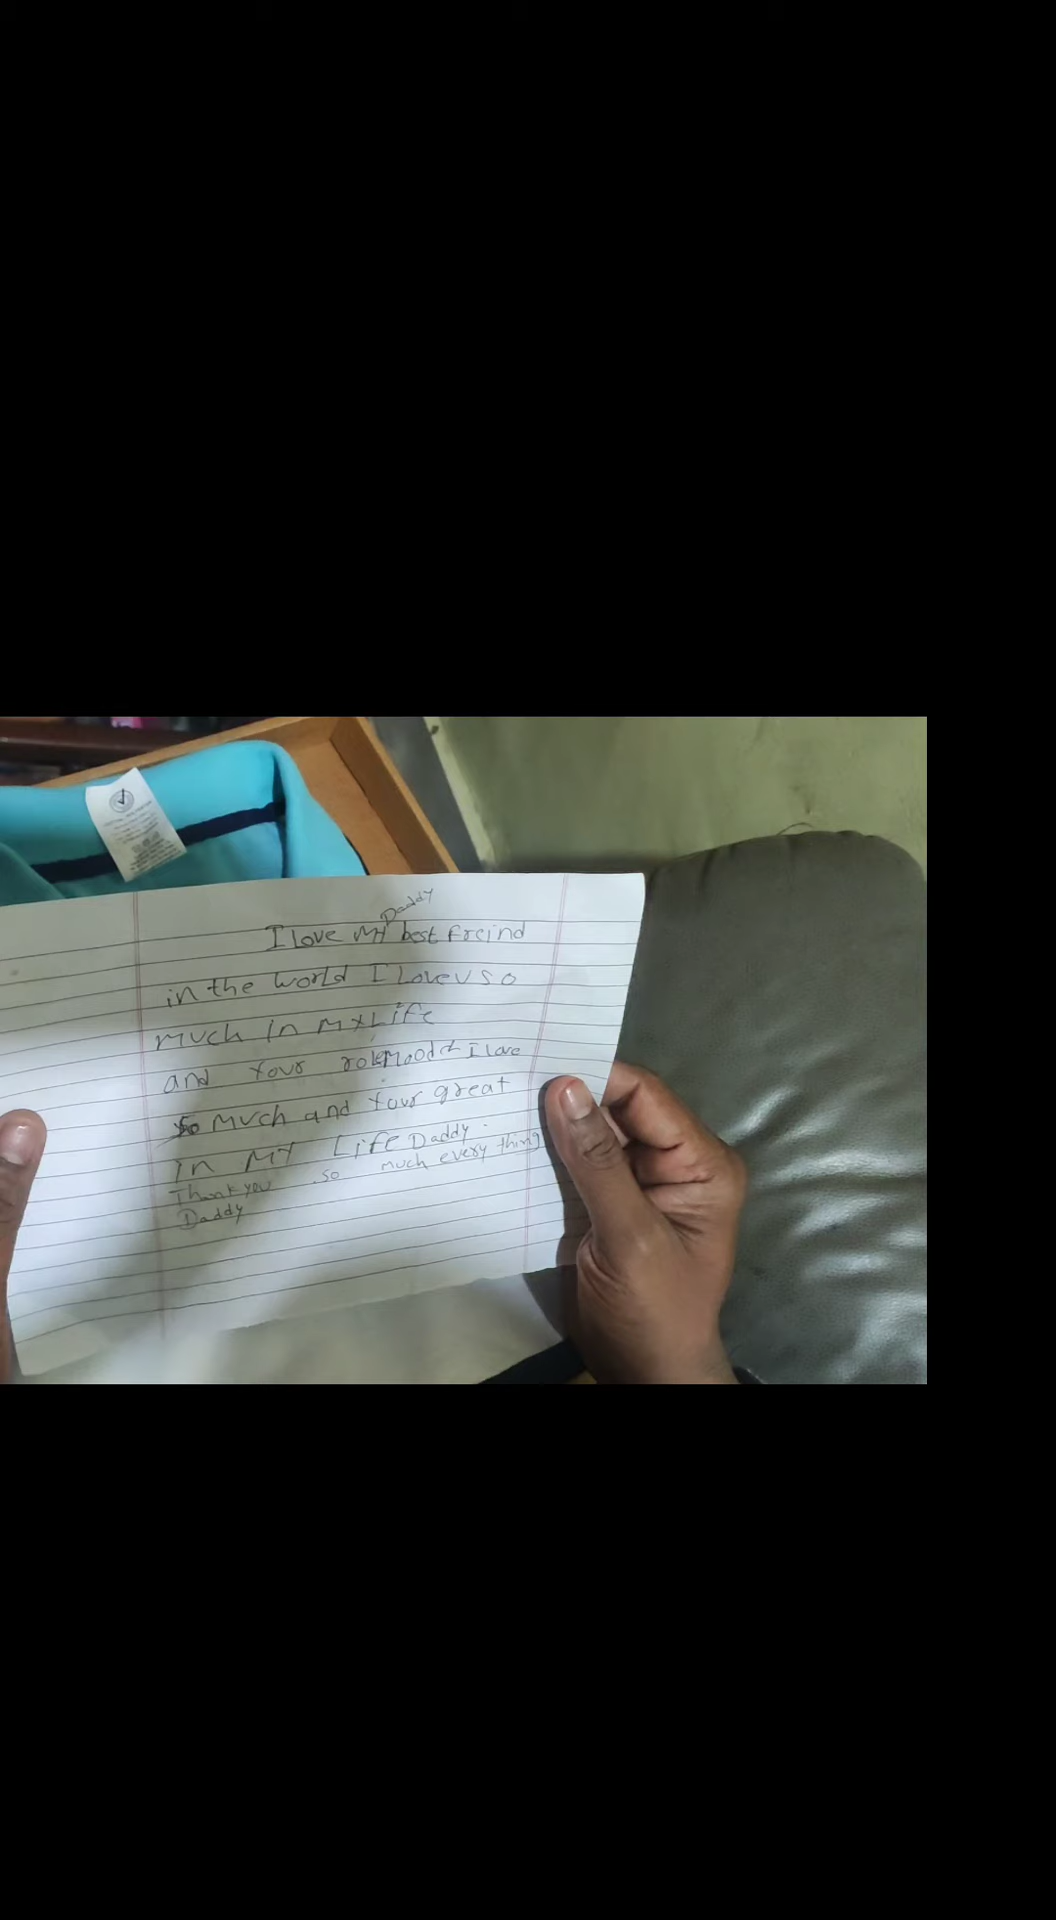 Daddy
I Love My best freind
in the world I Love u so
much in my Life
and Your rolemoodel I love
so much and Your great
in MY Life Daddy.
Thank you so much every thing
Daddy